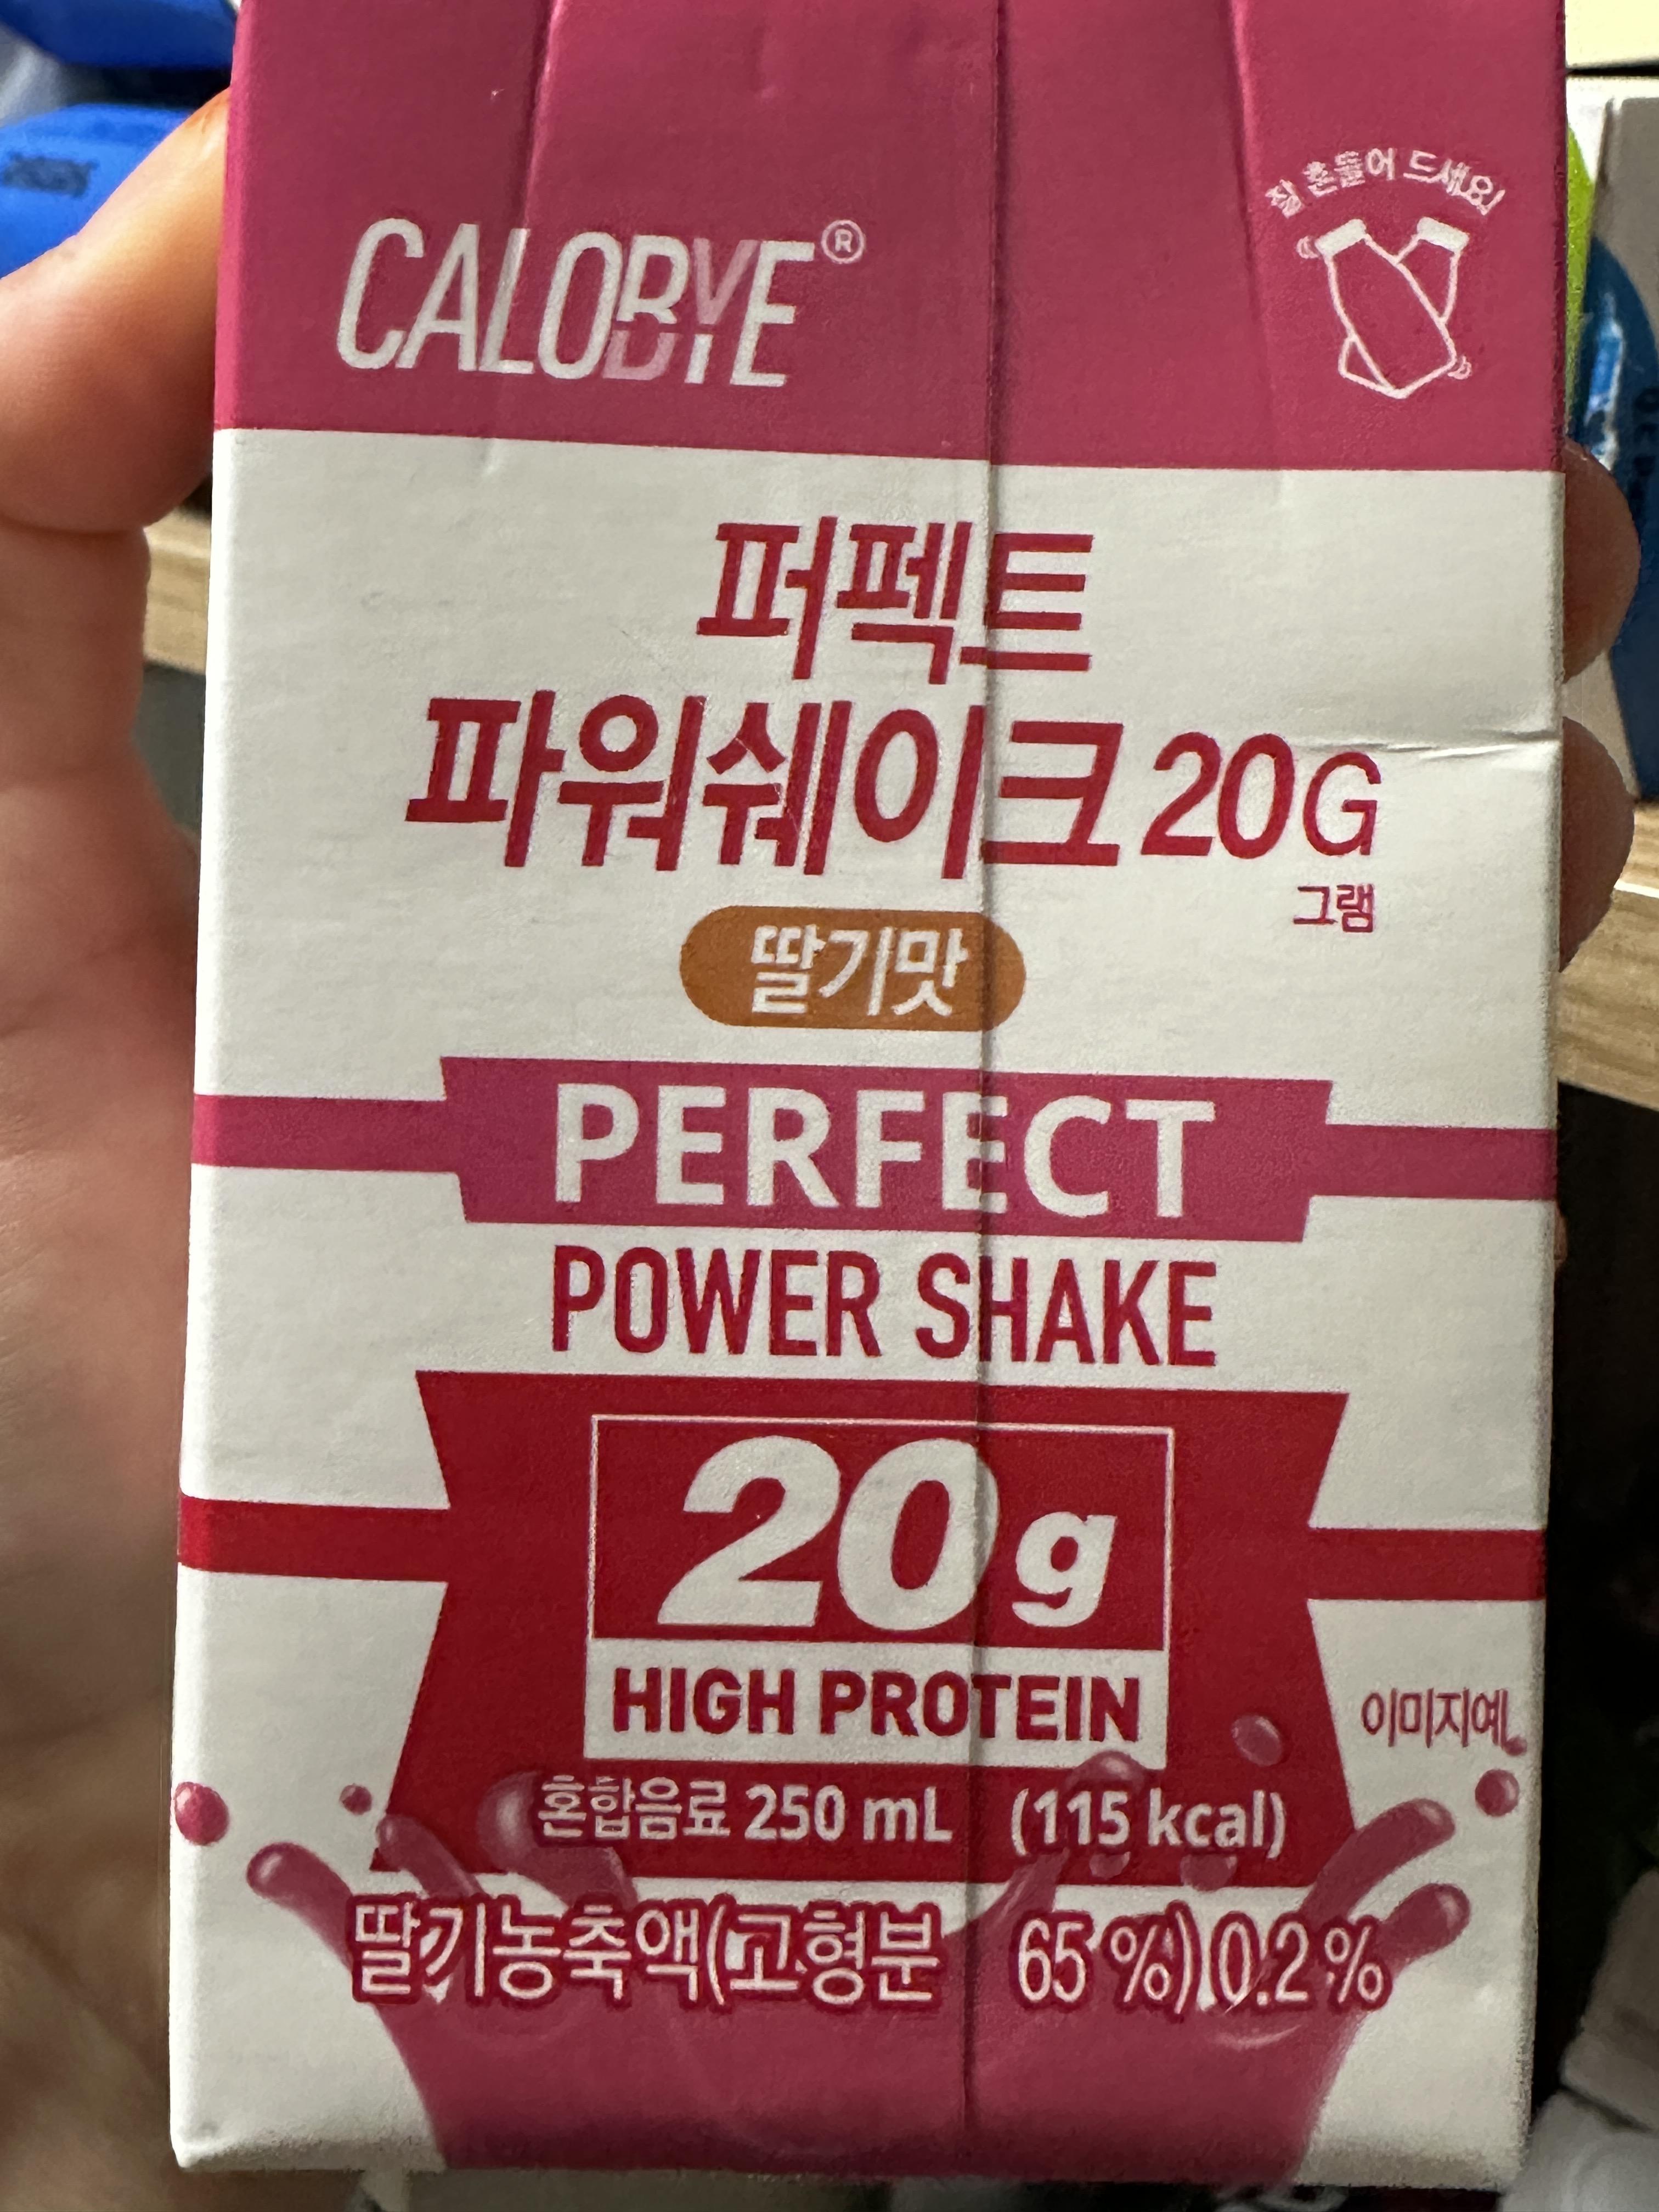 CALOBYE®
잘 흔들어 드세요!
퍼펙트
파워쉐이크 20G
그램
딸기맛
PERFECT
POWER SHAKE
20g
HIGH PROTEIN
이미지예
혼합음료 250 mL (115 kcal)
딸기농축액(고형분 65 %) 0.2 %